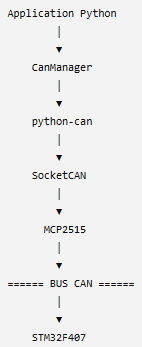 Application Python
│
▼
CanManager
│
▼
python-can
│
▼
SocketCAN
│
▼
MCP2515
│
▼
====== BUS CAN ======
│
▼
STM32F407